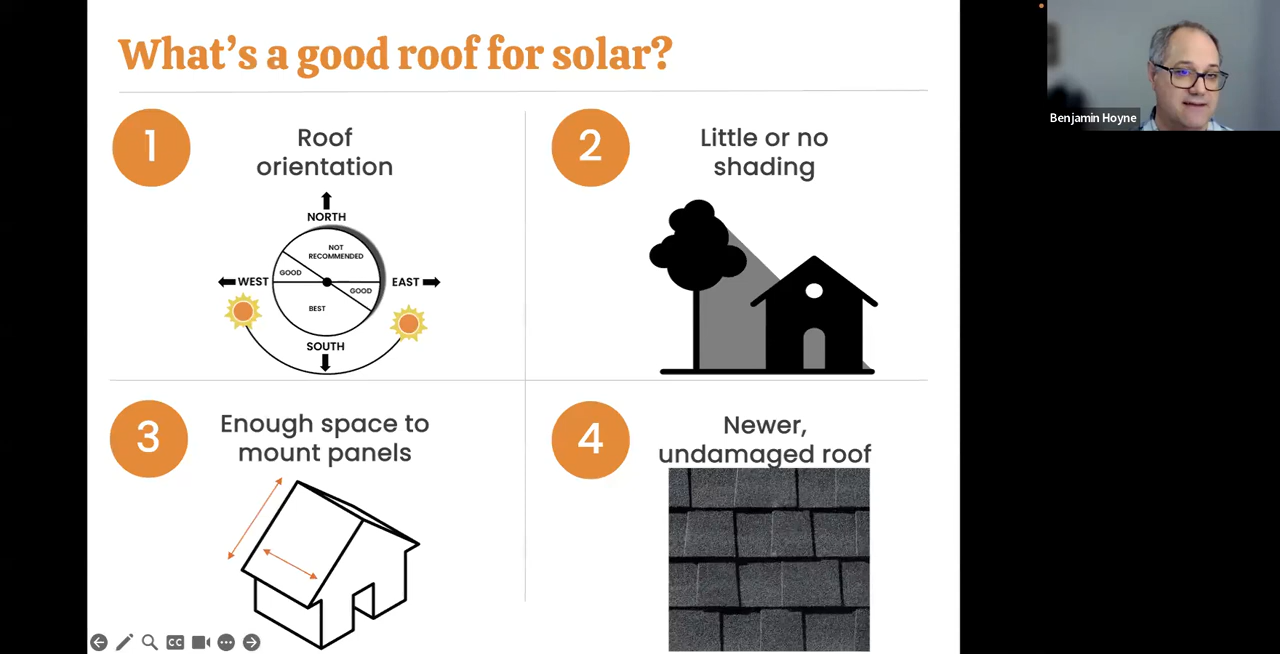 What's a good roof for solar?
1
Roof
orientation
NORTH
NOT
RECOMMENDED
GOOD
WEST
EAST
GOOD
BEST
SOUTH
2
Little or no
shading
3
Enough space to
mount panels
4
Newer,
undamaged roof
CC
Benjamin Hoyne